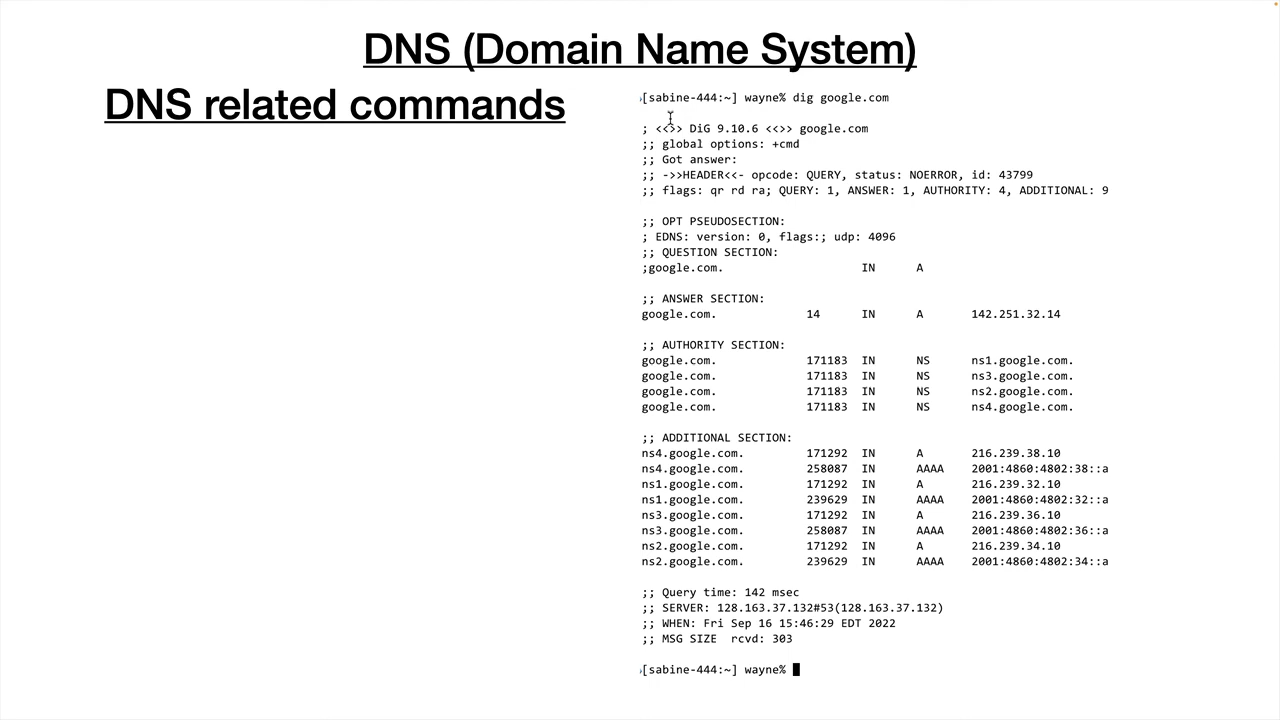 DNS (Domain Name System)
DNS related commands
[sabine-444:~] wayne% dig google.com
; <<>> DiG 9.10.6 <<>> google.com
;; global options: +cmd
;; Got answer:
;; ->>HEADER<<- opcode: QUERY, status: NOERROR, id: 43799
;; flags: qr rd ra; QUERY: 1, ANSWER: 1, AUTHORITY: 4, ADDITIONAL: 9
;; OPT PSEUDOSECTION:
; EDNS: version: 0, flags:; udp: 4096
;; QUESTION SECTION:
;google.com. IN A
;; ANSWER SECTION:
google.com. 14 IN A 142.251.32.14
;; AUTHORITY SECTION:
google.com. 171183 IN NS ns1.google.com.
google.com. 171183 IN NS ns3.google.com.
google.com. 171183 IN NS ns2.google.com.
google.com. 171183 IN NS ns4.google.com.
;; ADDITIONAL SECTION:
ns4.google.com. 171292 IN A 216.239.38.10
ns4.google.com. 258087 IN AAAA 2001:4860:4802:38::a
ns1.google.com. 171292 IN A 216.239.32.10
ns1.google.com. 239629 IN AAAA 2001:4860:4802:32::a
ns3.google.com. 171292 IN A 216.239.36.10
ns3.google.com. 258087 IN AAAA 2001:4860:4802:36::a
ns2.google.com. 171292 IN A 216.239.34.10
ns2.google.com. 239629 IN AAAA 2001:4860:4802:34::a
;; Query time: 142 msec
;; SERVER: 128.163.37.132#53(128.163.37.132)
;; WHEN: Fri Sep 16 15:46:29 EDT 2022
;; MSG SIZE rcvd: 303
[sabine-444:~] wayne%